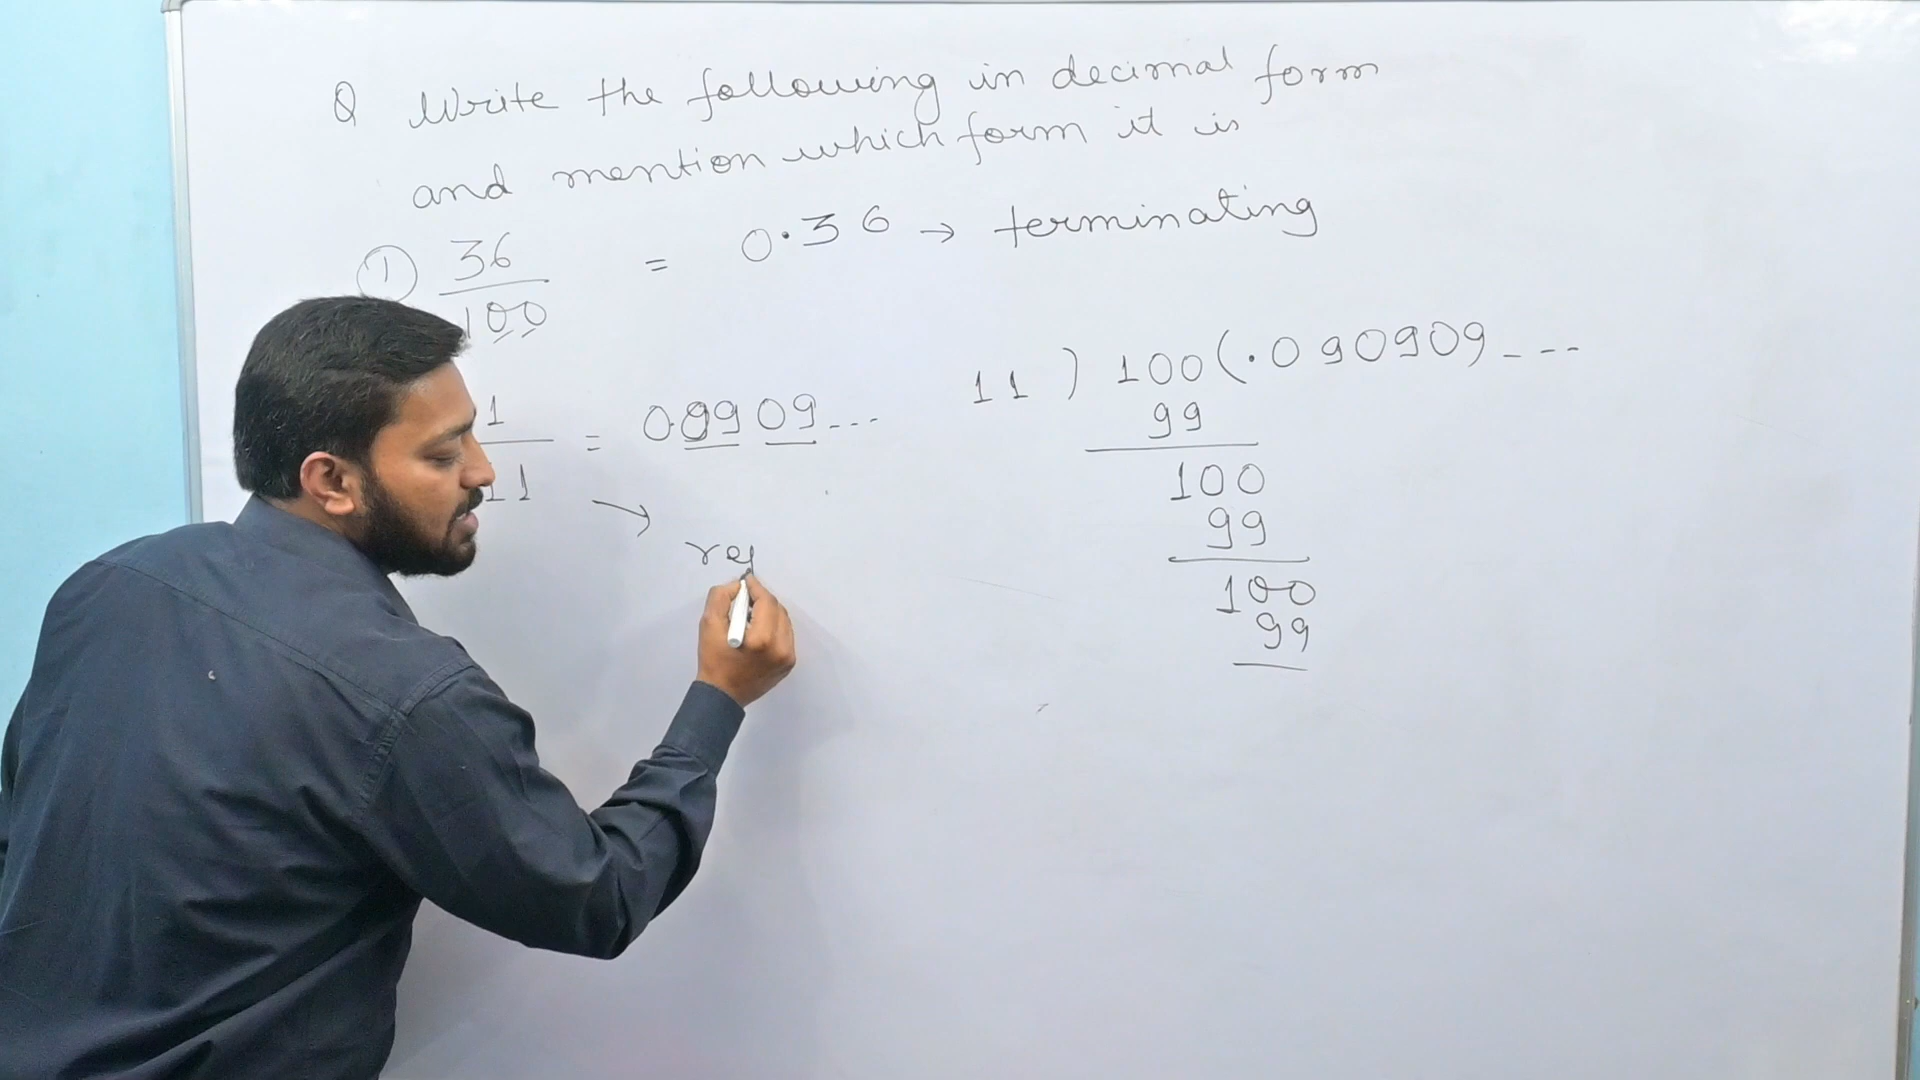 Q Write the following in decimal form
and mention which form it is
① 36/100 = 0.36 → terminating
1/11 = 0.0909...
→ rep
11 ) 100 ( .090909 ...
99
100
99
100
99